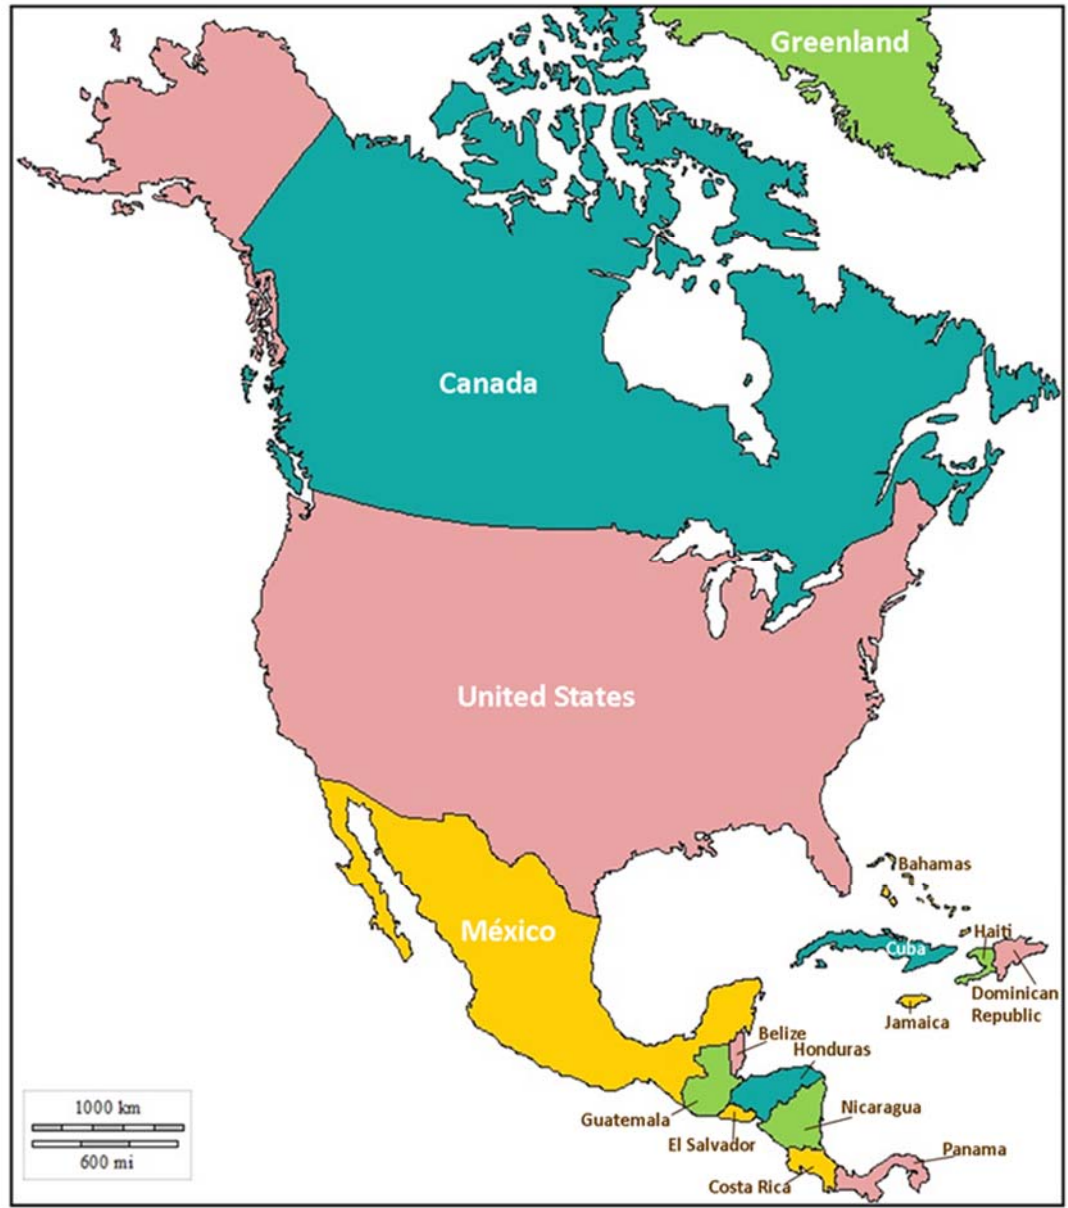 Greenland
Canada
United States
México
Bahamas
Cuba
Haiti
Dominican
Republic
Jamaica
Belize
Honduras
Guatemala
Nicaragua
El Salvador
Panama
Costa Rica
1000 km
600 mi